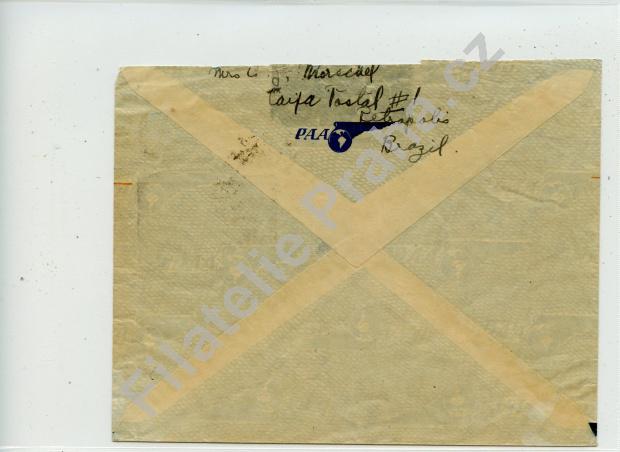 Mrs C.
Caixa Postal #1
Petropolis
PAA
Brazil.
Filatelie Praha.cz